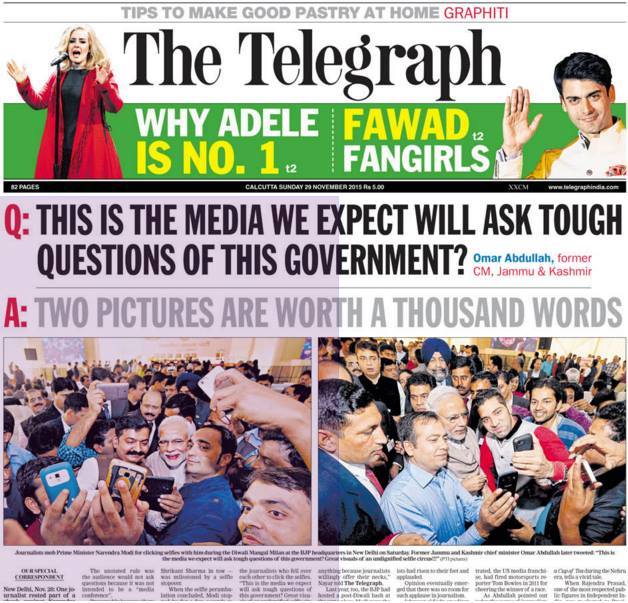 TIPS TO MAKE GOOD PASTRY AT HOME GRAPHITI
The Telegraph
WHY ADELE
IS NO. 1 t2
FAWAD t2
FANGIRLS
82 PAGES CALCUTTA SUNDAY 29 NOVEMBER 2015 Rs 5.00 XXCM www.telegraphindia.com
Q: THIS IS THE MEDIA WE EXPECT WILL ASK TOUGH
QUESTIONS OF THIS GOVERNMENT? Omar Abdullah, former
CM, Jammu & Kashmir
A: TWO PICTURES ARE WORTH A THOUSAND WORDS
Journalists mob Prime Minister Narendra Modi for clicking selfies with him during the Diwali Mangal Milan at the BJP headquarters in New Delhi on Saturday. Former Jammu and Kashmir chief minister Omar Abdullah later tweeted: "This is
the media we expect will ask tough questions of this government? Great visuals of an undignified selfie circus!!" (PTI pictures)
OUR SPECIAL
CORRESPONDENT
New Delhi, Nov. 28: One jo-
urnalist rested part of a
The unstated rule was
the audience would not ask
questions because it was not
intended to be a "media
conference".
Shrikant Sharma in tow —
was milestoned by a selfie
stopover.
When the selfie peramba-
the journalists who fell over
each other to click the selfies.
"This is the media we expect
will ask tough questions of
this government? Great
anything because journalists
willingly offer their necks,"
Nayar told The Telegraph.
Last year, too, the BJP had
hosted a post-Diwali bash at
ists had risen to their feet and
applauded.
Opinion eventually emer-
ged that there was no room for
such applause in journalism.
trated, the US media franchi-
se, had fired motorsports re-
porter Tom Bowles in 2011 for
cheering the winner of a race.
As Abdullah pointed out
a Cup of Tea during the Nehru
era, tells a vivid tale.
When Rajendra Prasad,
one of the most respected pub-
lic figures in Independent In-